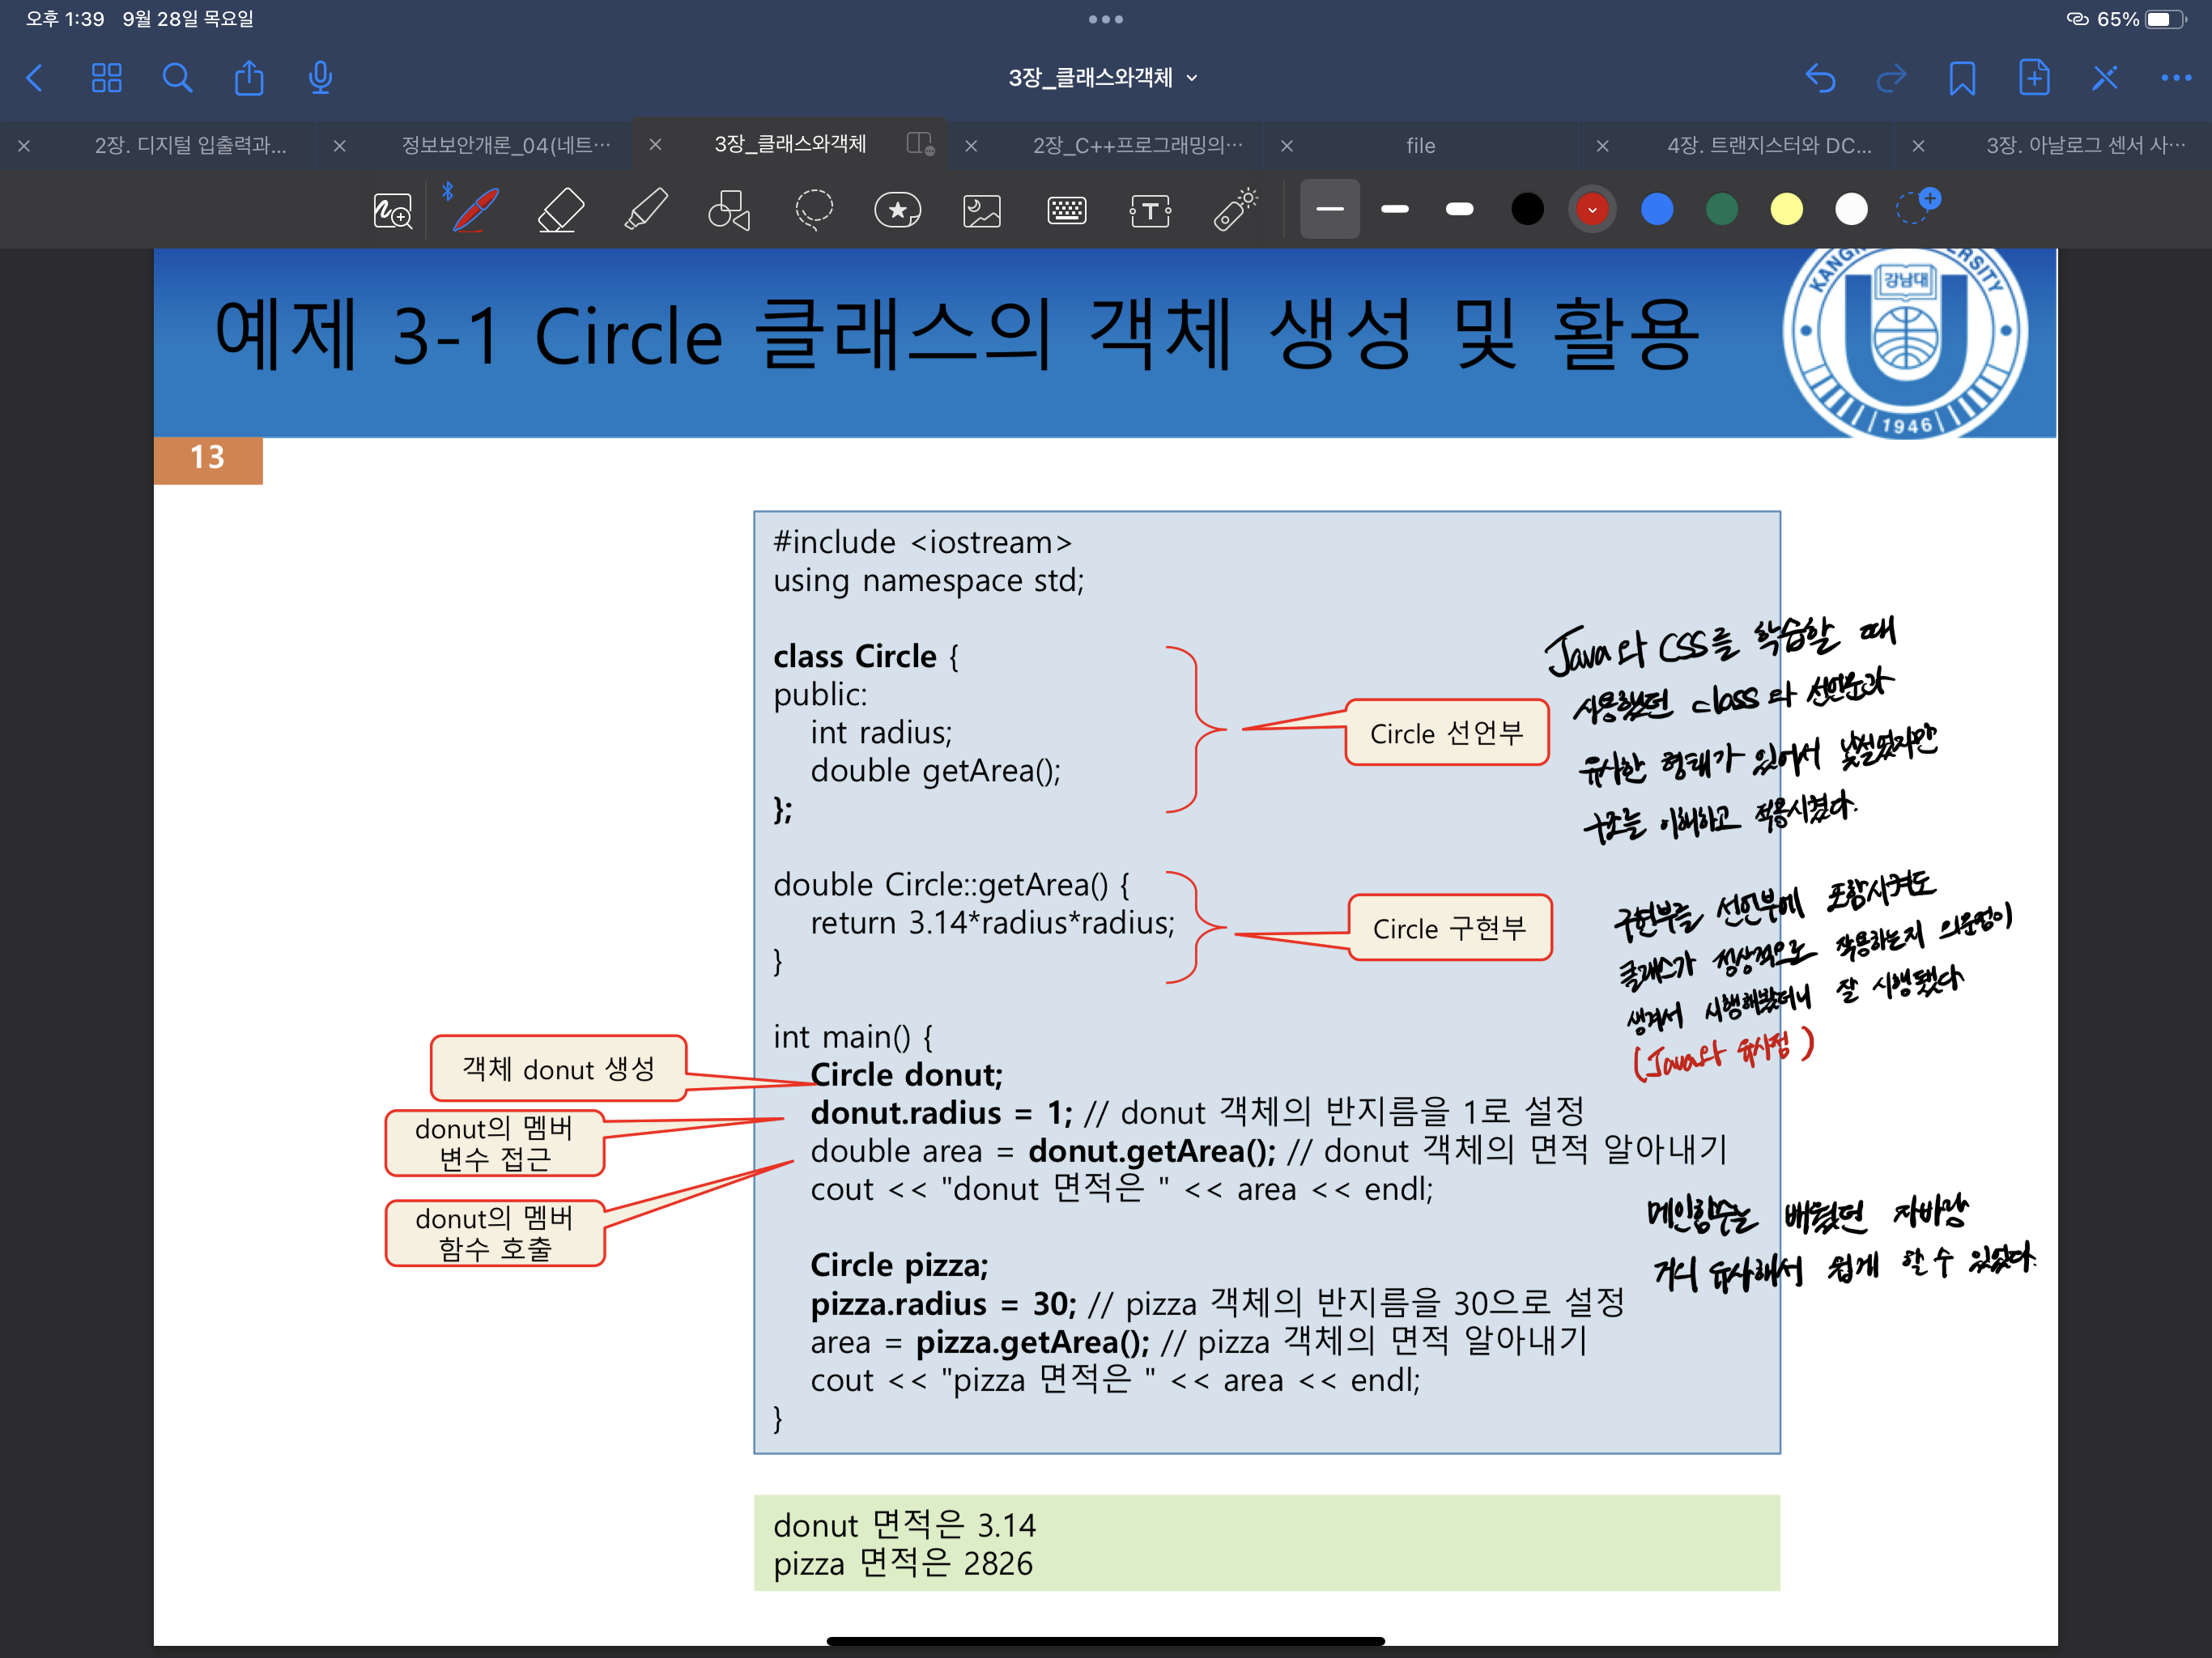 오후 1:39 9월 28일 목요일
65%
3장_클래스와객체
2장. 디지털 입출력과...
정보보안개론_04(네트...
3장_클래스와객체
2장_C++프로그래밍의...
file
4장. 트랜지스터와 DC...
3장. 아날로그 센서 사...
예제 3-1 Circle 클래스의 객체 생성 및 활용
강남대
1946
13
#include <iostream>
using namespace std;
class Circle {
public:
int radius;
double getArea();
};
Circle 선언부
Java와 CSS를 학습할 때
사용했던 class의 선언문과
유사한 형태가 있어서 낯설었지만
구조를 이해하고 적용시켰다.
double Circle::getArea() {
return 3.14*radius*radius;
}
Circle 구현부
구현부를 선언부에 포함시켜도
클래스가 정상적으로 작용하는지 의문점이
생겨서 시행해봤더니 잘 시행됐다
(Java와 유사점)
int main() {
Circle donut;
donut.radius = 1; // donut 객체의 반지름을 1로 설정
double area = donut.getArea(); // donut 객체의 면적 알아내기
cout << "donut 면적은 " << area << endl;
객체 donut 생성
donut의 멤버
변수 접근
donut의 멤버
함수 호출
Circle pizza;
pizza.radius = 30; // pizza 객체의 반지름을 30으로 설정
area = pizza.getArea(); // pizza 객체의 면적 알아내기
cout << "pizza 면적은 " << area << endl;
}
메인함수는 배웠던 자바랑
거의 유사해서 쉽게 할 수 있었다.
donut 면적은 3.14
pizza 면적은 2826